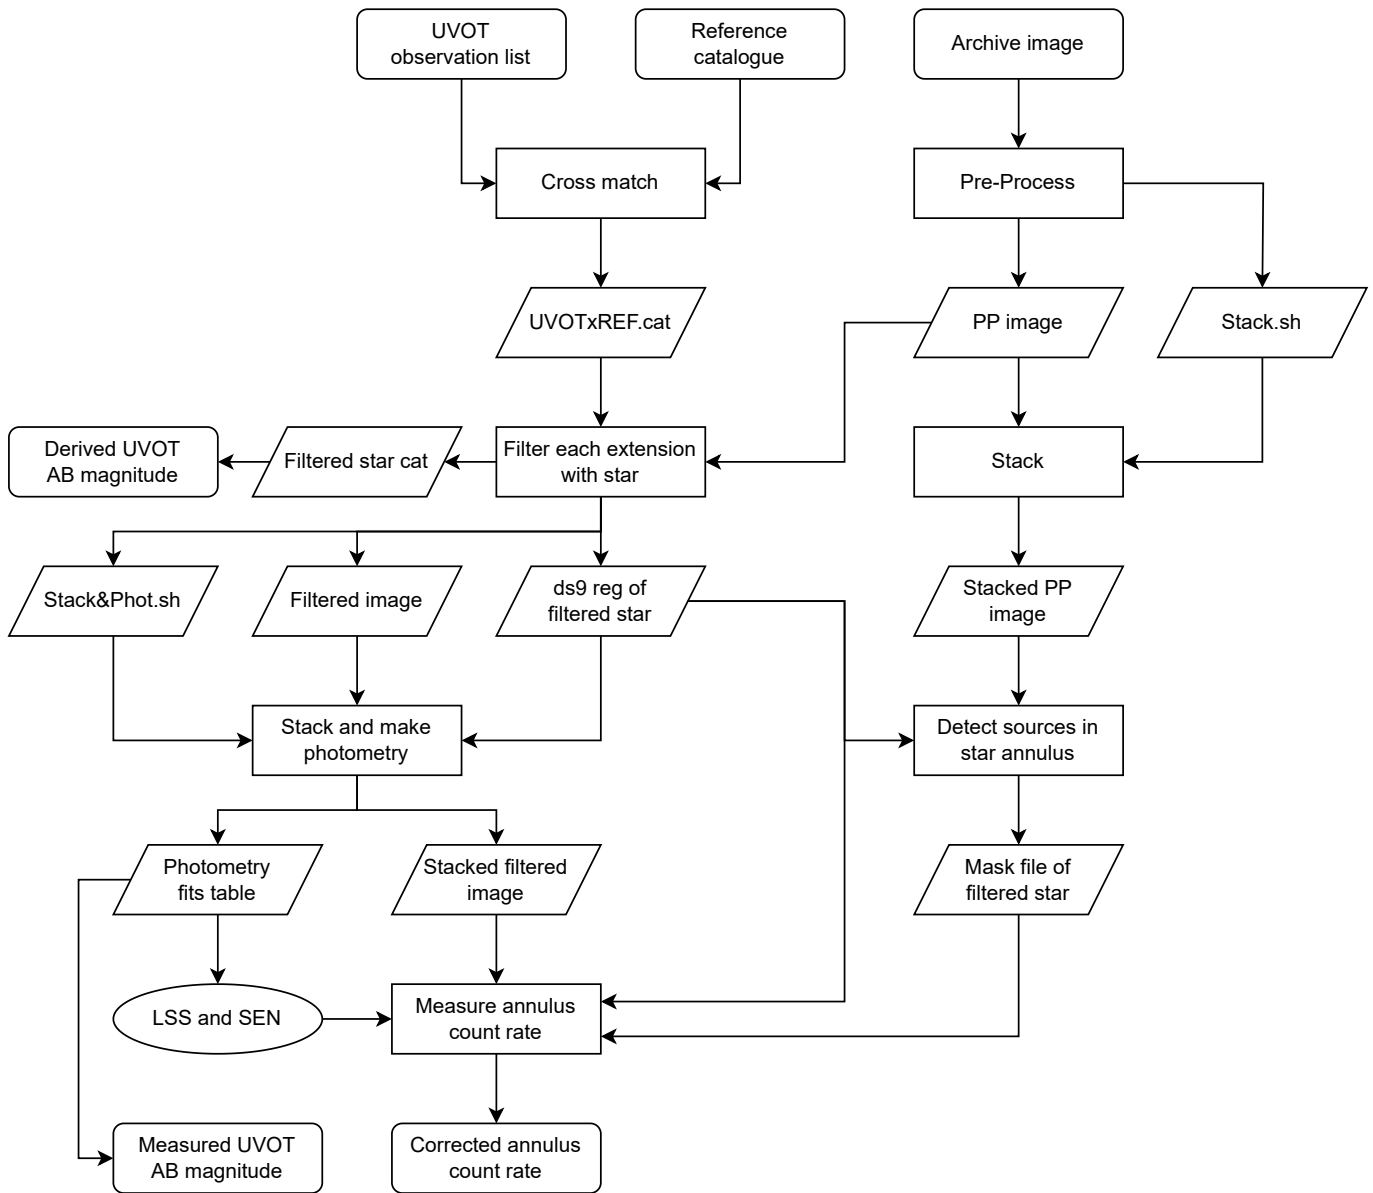 UVOT
observation list
Reference
catalogue
Archive image
Cross match
Pre-Process
UVOTxREF.cat
PP image
Stack.sh
Derived UVOT
AB magnitude
Filtered star cat
Filter each extension
with star
Stack
Stack&Phot.sh
Filtered image
ds9 reg of
filtered star
Stacked PP
image
Stack and make
photometry
Detect sources in
star annulus
Photometry
fits table
Stacked filtered
image
Mask file of
filtered star
LSS and SEN
Measure annulus
count rate
Measured UVOT
AB magnitude
Corrected annulus
count rate